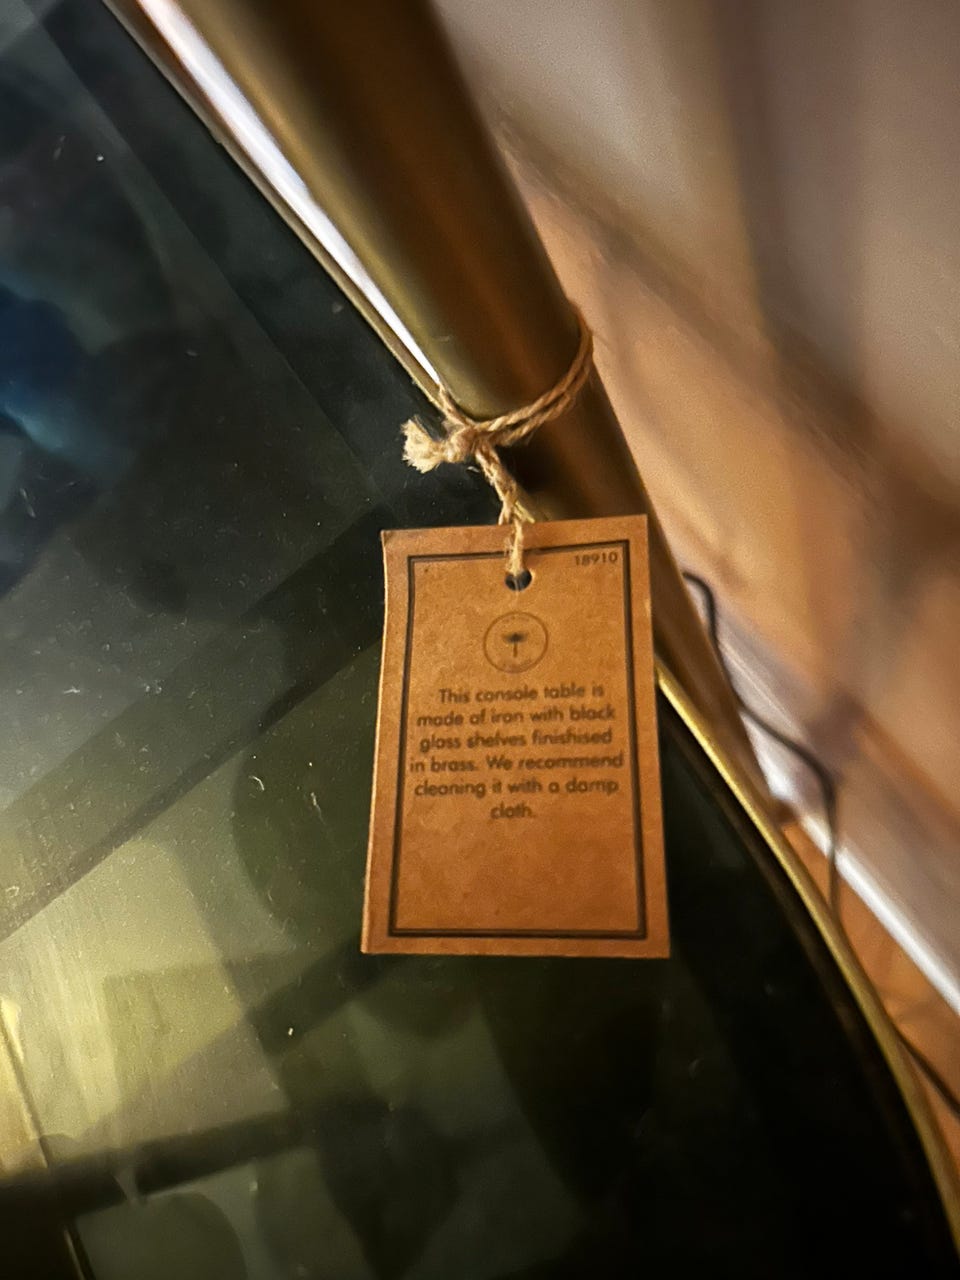 18910
This console table is
made of iron with black
glass shelves finishised
in brass. We recommend
cleaning it with a damp
cloth.